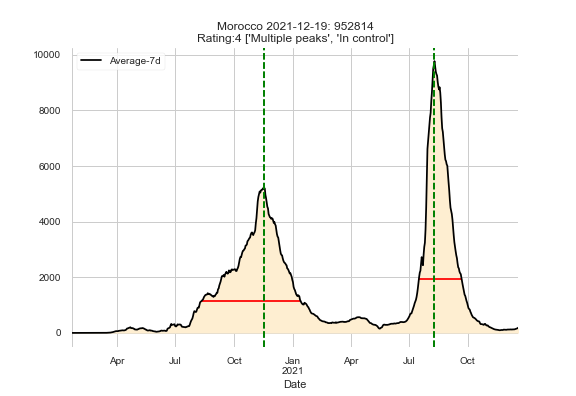 Morocco 2021-12-19: 952814
Rating:4 ['Multiple peaks', 'In control']
Average-7d
10000
8000
6000
4000
2000
0
Apr Jul Oct Jan Apr Jul Oct
2021
Date